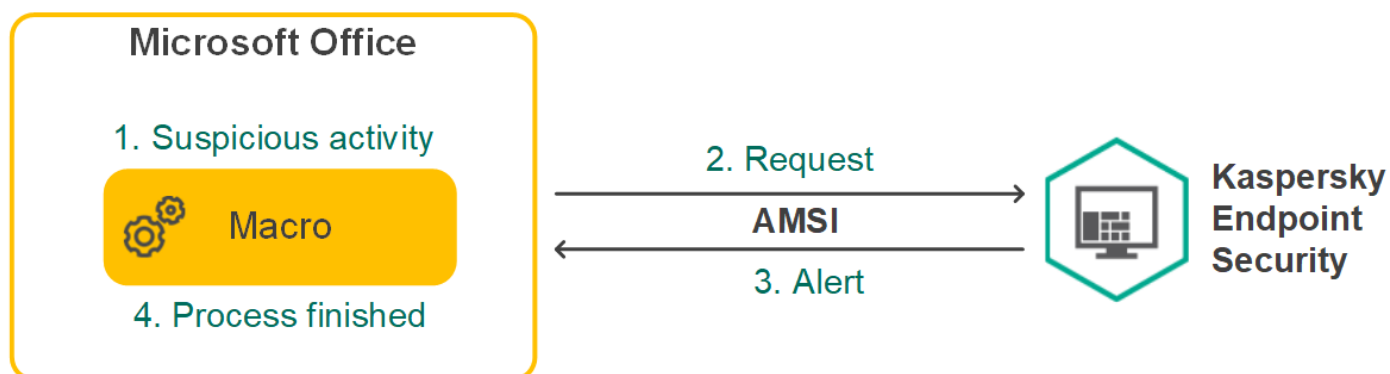 Microsoft Office
1. Suspicious activity
Macro
4. Process finished
2. Request
AMSI
3. Alert
Kaspersky
Endpoint
Security